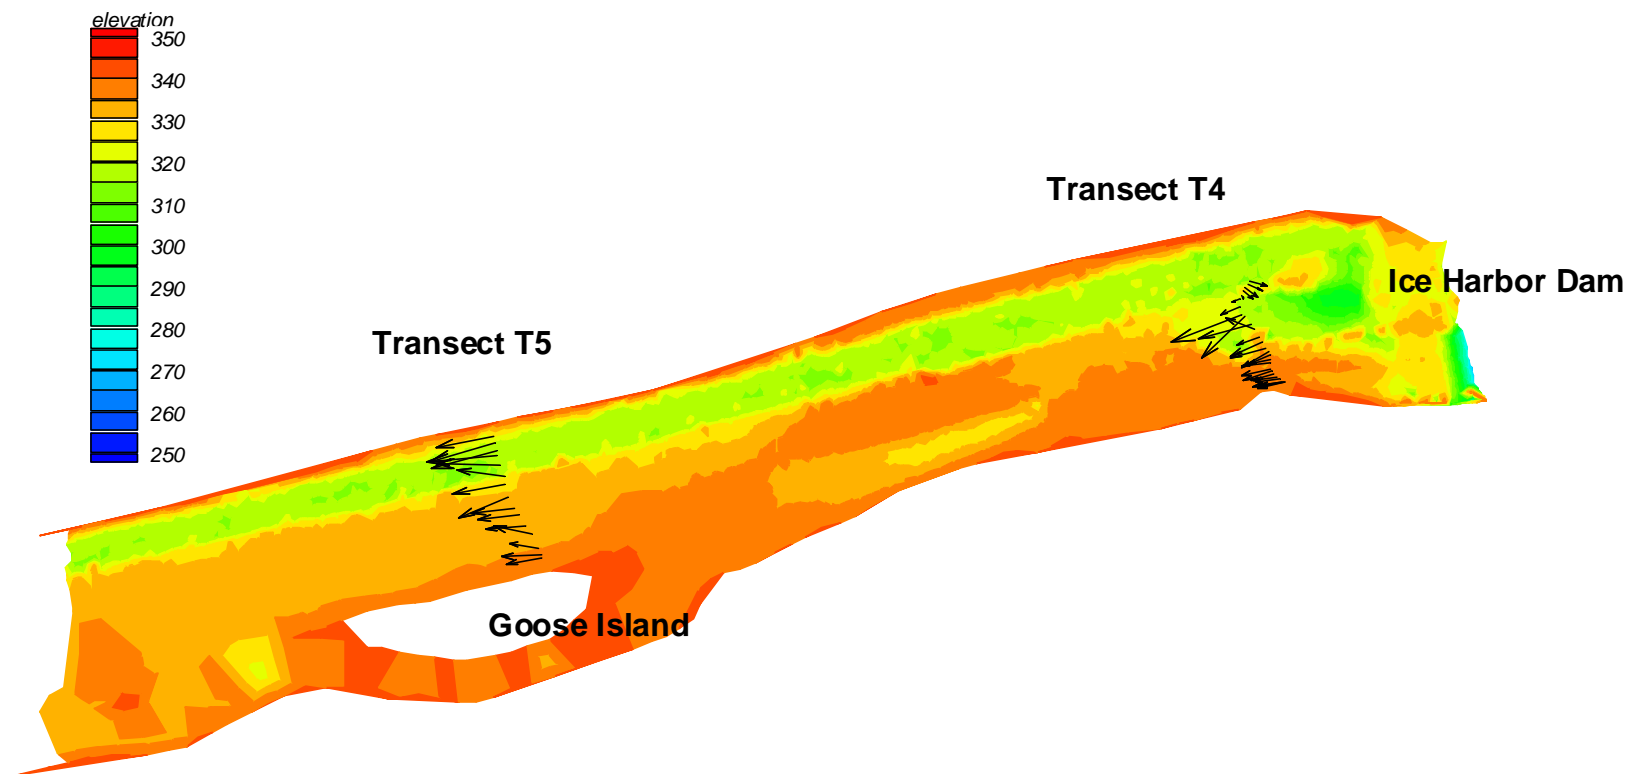 elevation
350
340
330
320
310
300
290
280
270
260
250
Transect T4
Ice Harbor Dam
Transect T5
Goose Island